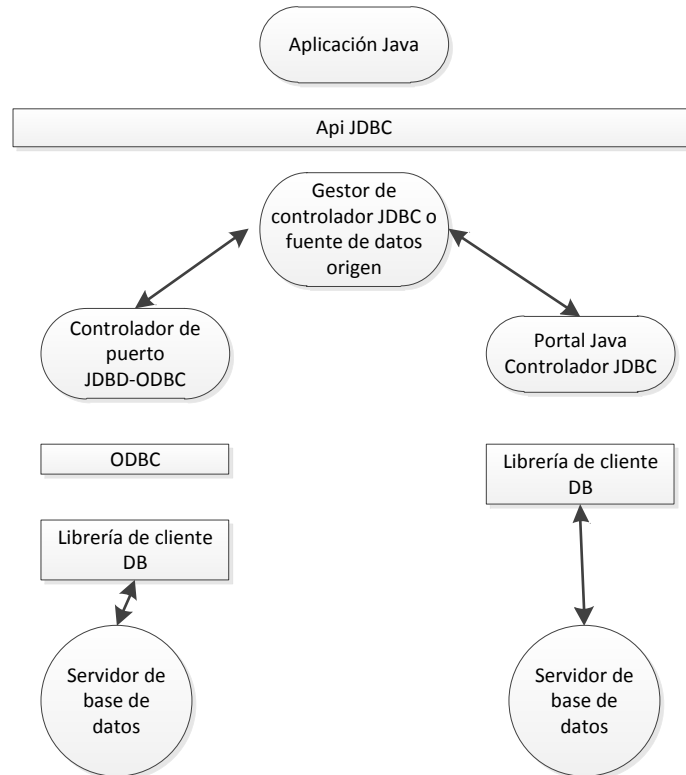 Aplicación Java
Api JDBC
Gestor de
controlador JDBC o
fuente de datos
origen
Controlador de
puerto
JDBD-ODBC
Portal Java
Controlador JDBC
ODBC
Librería de cliente
DB
Librería de cliente
DB
Servidor de
base de
datos
Servidor de
base de
datos